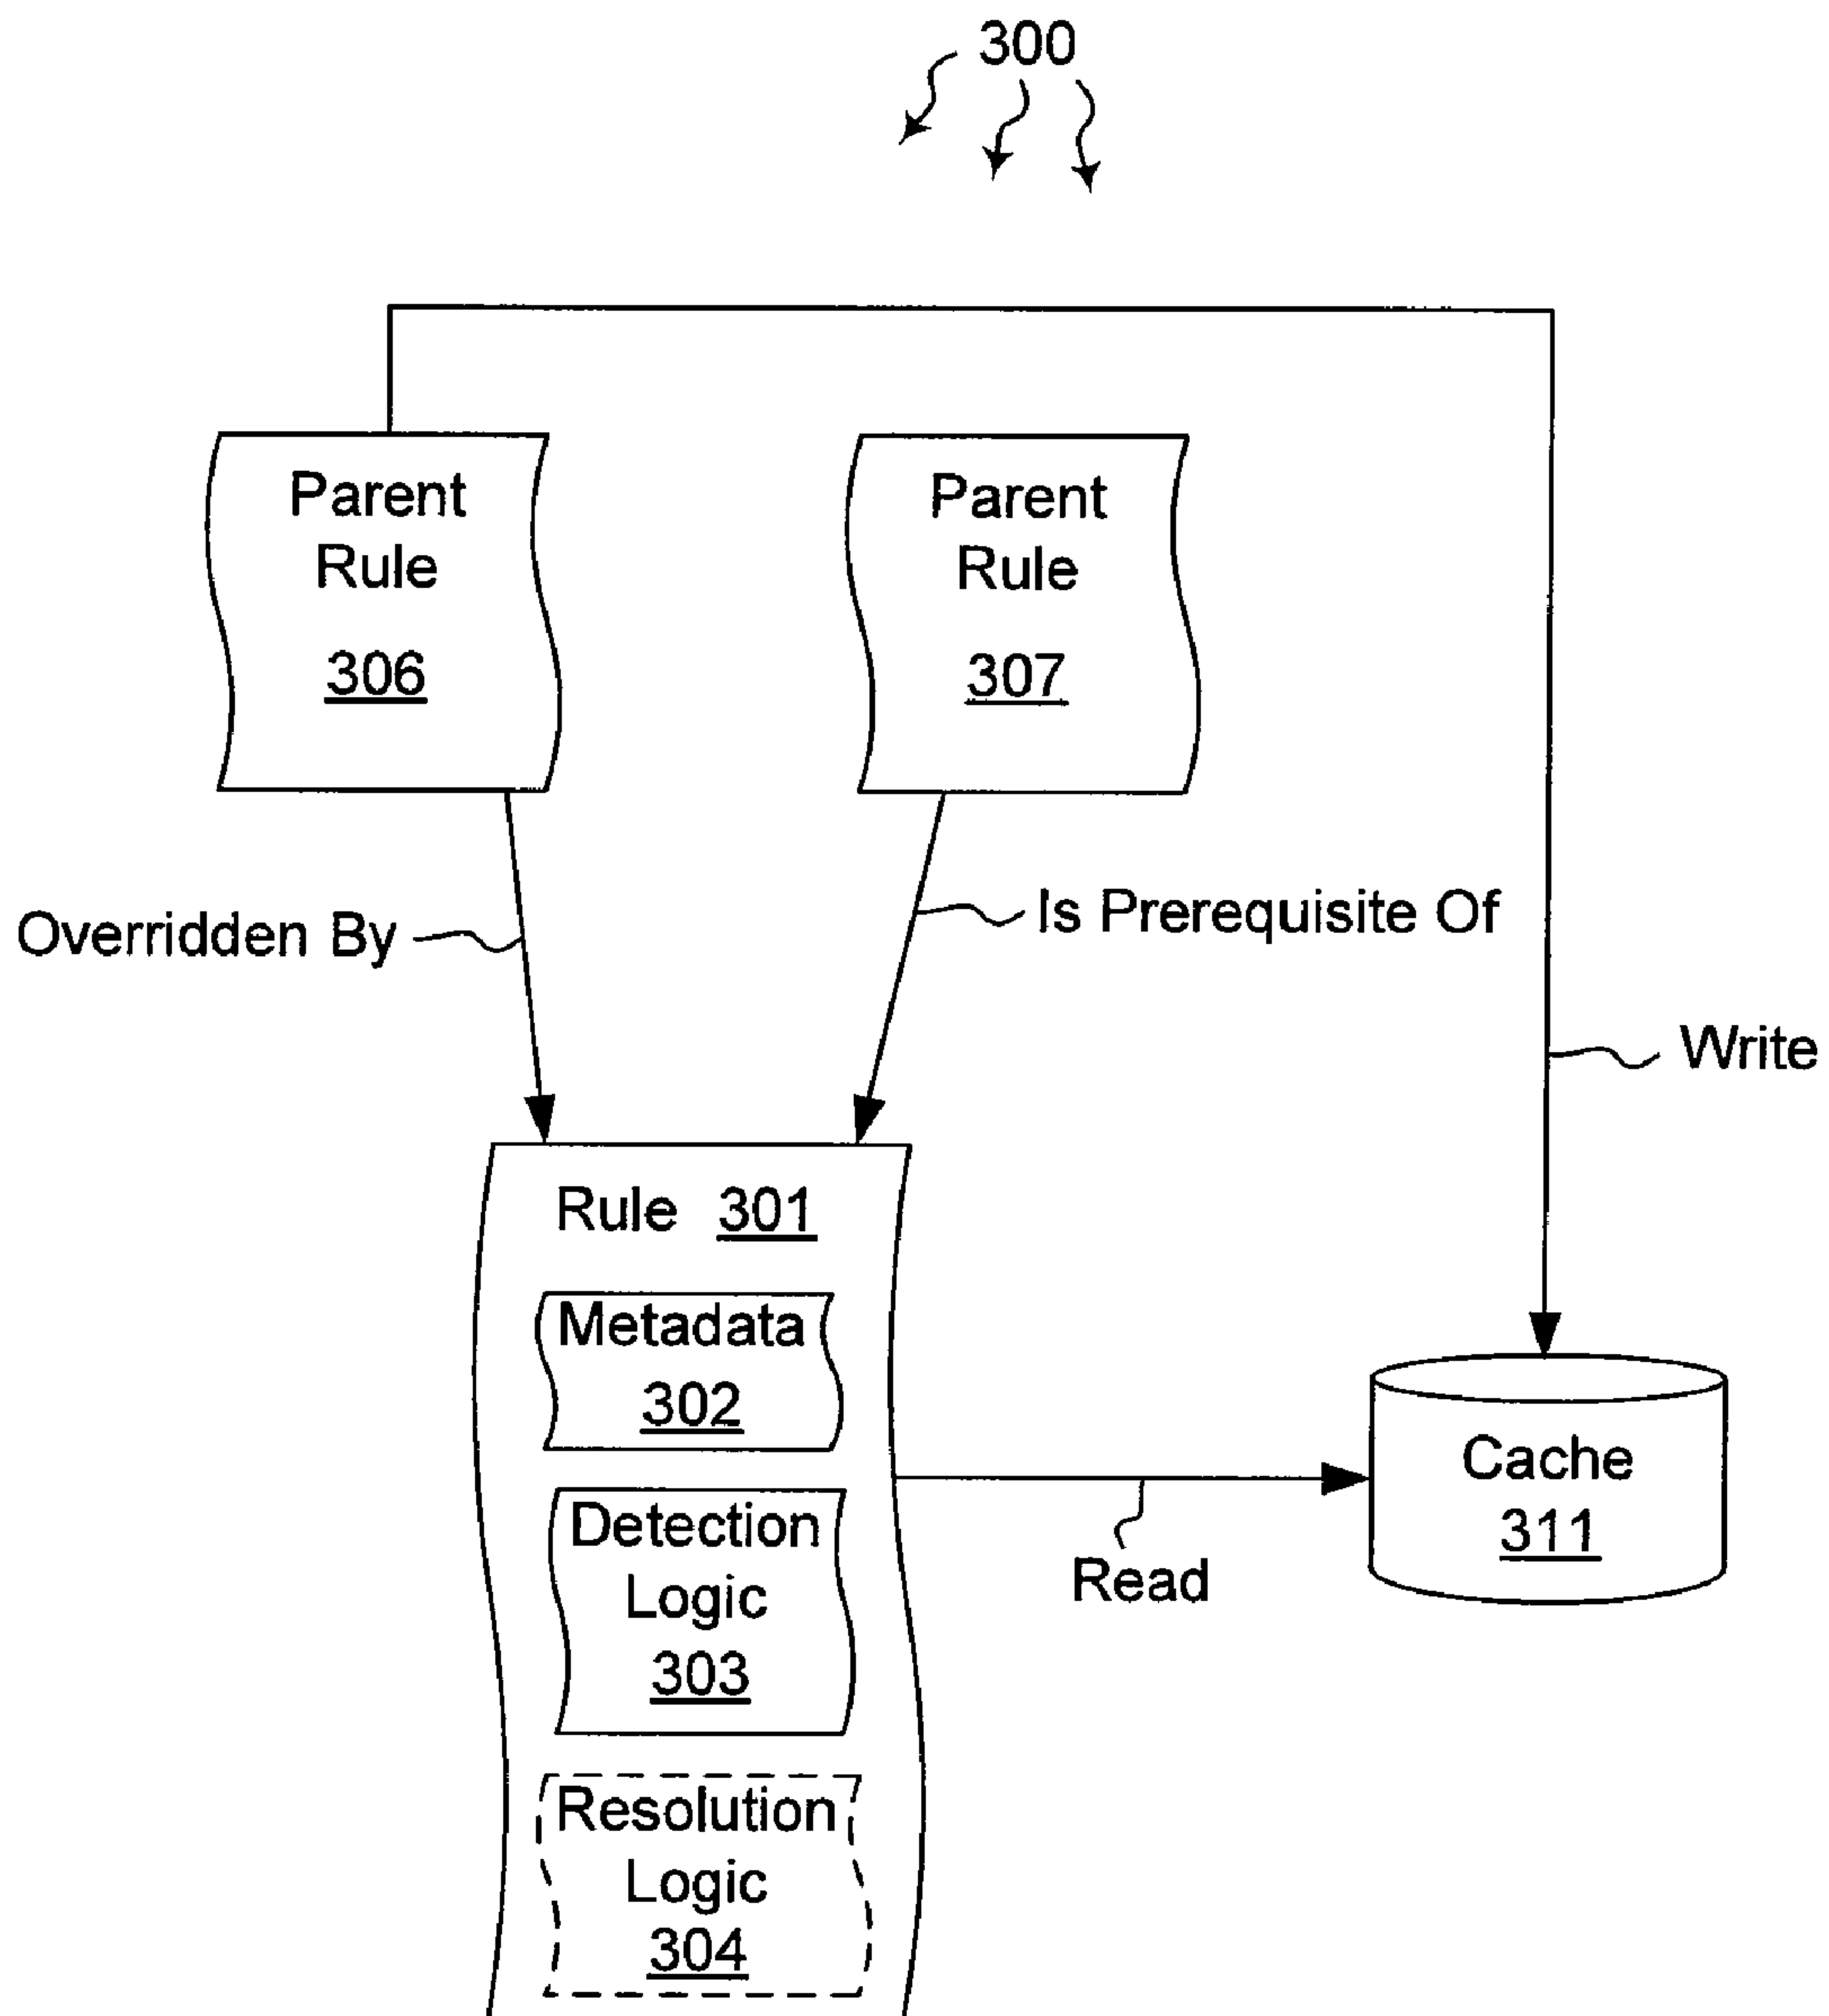 300
Parent
Rule
306
Parent
Rule
307
Overridden By
Is Prerequisite Of
Write
Rule 301
Metadata
302
Detection
Logic
303
Resolution
Logic
304
Read
Cache
311